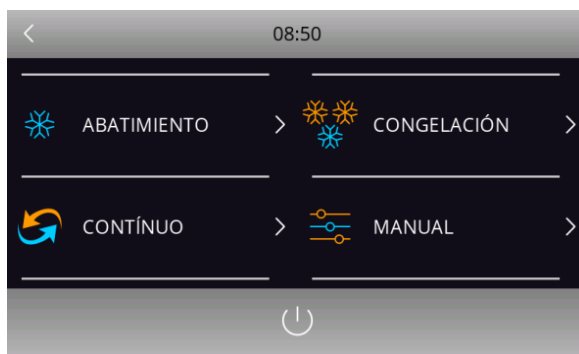 08:50
ABATIMIENTO
CONGELACIÓN
CONTÍNUO
MANUAL